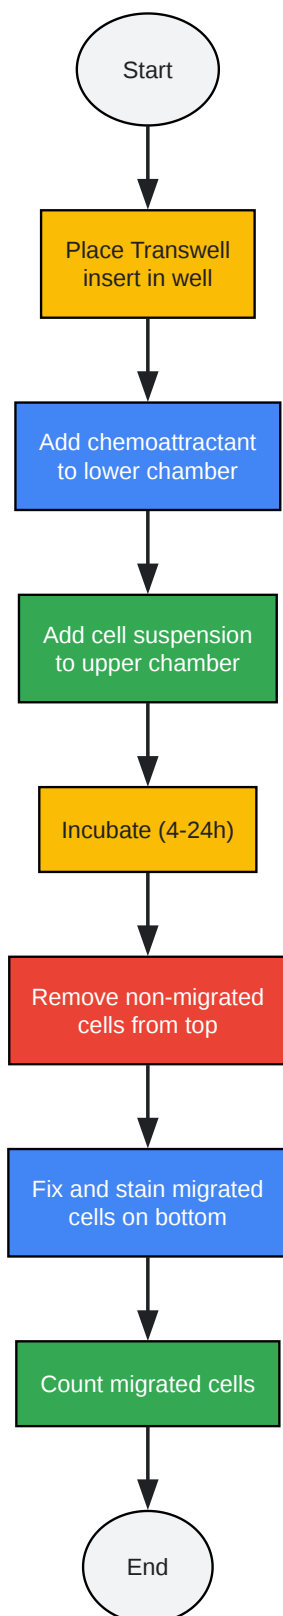 Start
Place Transwell
insert in well
Add chemoattractant
to lower chamber
Add cell suspension
to upper chamber
Incubate (4-24h)
Remove non-migrated
cells from top
Fix and stain migrated
cells on bottom
Count migrated cells
End